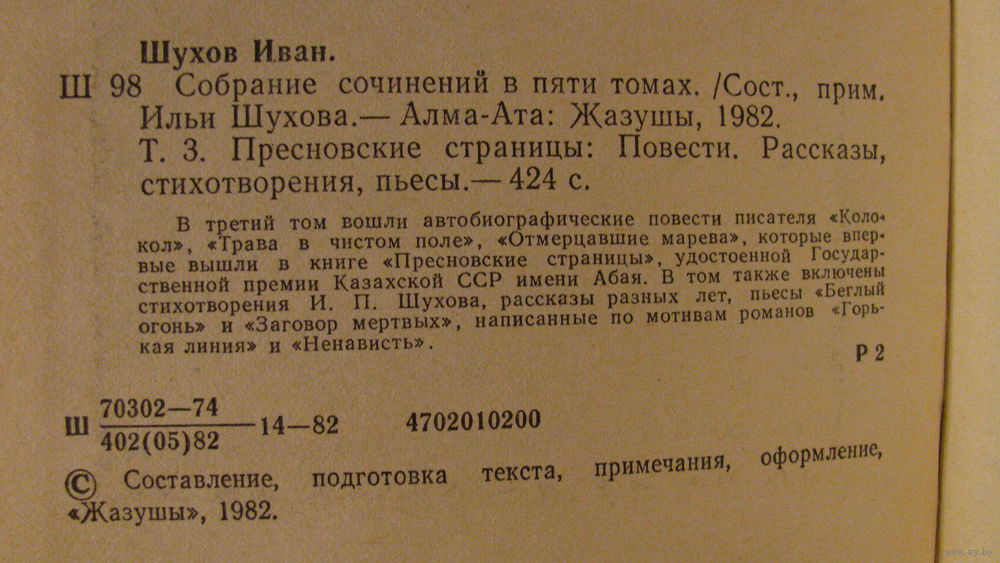 Шухов Иван.
Ш 98 Собрание сочинений в пяти томах. /Сост., прим.
Ильи Шухова.— Алма-Ата: Жазушы, 1982.
Т. 3. Пресновские страницы: Повести. Рассказы,
стихотворения, пьесы.— 424 с.
В третий том вошли автобиографические повести писателя «Коло-
кол», «Трава в чистом поле», «Отмерцавшие марева», которые впер-
вые вышли в книге «Пресновские страницы», удостоенной Государ-
ственной премии Казахской ССР имени Абая. В том также включены
стихотворения И. П. Шухова, рассказы разных лет, пьесы «Беглый
огонь» и «Заговор мертвых», написанные по мотивам романов «Горь-
кая линия» и «Ненависть».
Р 2
Ш 70302—74
402(05)82 —14—82 4702010200
© Составление, подготовка текста, примечания, оформление,
«Жазушы», 1982.
www.ay.by